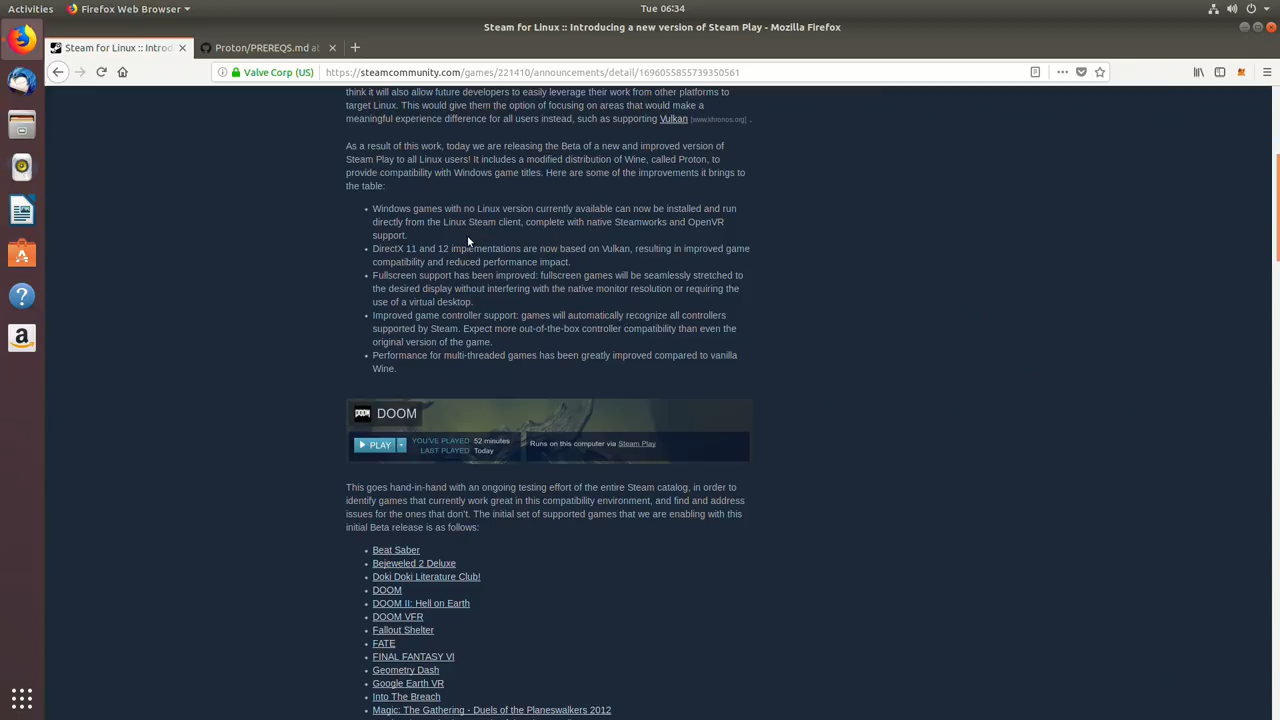 Activities
Firefox Web Browser
Tue 06:34
Steam for Linux :: Introducing a new version of Steam Play - Mozilla Firefox
Steam for Linux :: Introd
Proton/PREREQs.md at
Valve Corp (US)
https://steamcommunity.com/games/221410/announcements/detail/1696055855739350561
think it will also allow future developers to easily leverage their work from other platforms to
target Linux. This would give them the option of focusing on areas that would make a
meaningful experience difference for all users instead, such as supporting Vulkan [www.khronos.org] .
As a result of this work, today we are releasing the Beta of a new and improved version of
Steam Play to all Linux users! It includes a modified distribution of Wine, called Proton, to
provide compatibility with Windows game titles. Here are some of the improvements it brings to
the table:
• Windows games with no Linux version currently available can now be installed and run
directly from the Linux Steam client, complete with native Steamworks and OpenVR
support.
• DirectX 11 and 12 implementations are now based on Vulkan, resulting in improved game
compatibility and reduced performance impact.
• Fullscreen support has been improved: fullscreen games will be seamlessly stretched to
the desired display without interfering with the native monitor resolution or requiring the
use of a virtual desktop.
• Improved game controller support: games will automatically recognize all controllers
supported by Steam. Expect more out-of-the-box controller compatibility than even the
original version of the game.
• Performance for multi-threaded games has been greatly improved compared to vanilla
Wine.
DOOM
DOOM
PLAY
YOU'VE PLAYED 52 minutes
LAST PLAYED Today
Runs on this computer via Steam Play
This goes hand-in-hand with an ongoing testing effort of the entire Steam catalog, in order to
identify games that currently work great in this compatibility environment, and find and address
issues for the ones that don't. The initial set of supported games that we are enabling with this
initial Beta release is as follows:
• Beat Saber
• Bejeweled 2 Deluxe
• Doki Doki Literature Club!
• DOOM
• DOOM II: Hell on Earth
• DOOM VFR
• Fallout Shelter
• FATE
• FINAL FANTASY VI
• Geometry Dash
• Google Earth VR
• Into The Breach
• Magic: The Gathering - Duels of the Planeswalkers 2012